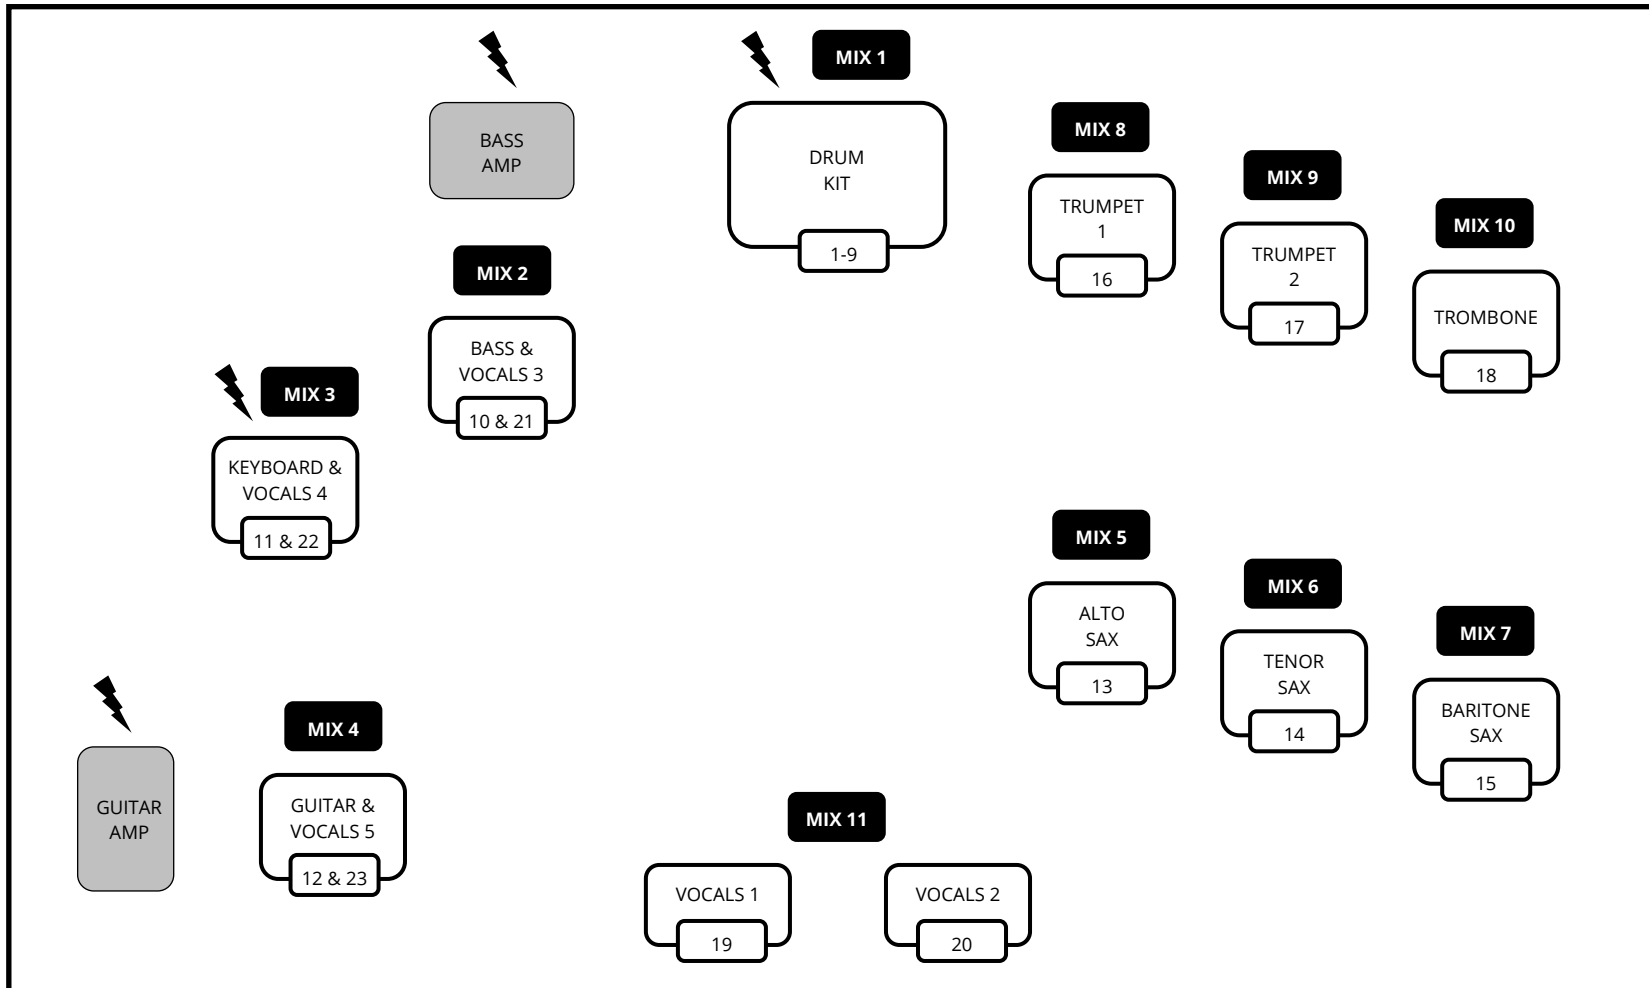 MIX 1
BASS
AMP
DRUM
KIT
1-9
MIX 8
TRUMPET
1
16
MIX 9
TRUMPET
2
17
MIX 10
TROMBONE
18
MIX 2
BASS &
VOCALS 3
10 & 21
MIX 3
KEYBOARD &
VOCALS 4
11 & 22
MIX 5
ALTO
SAX
13
MIX 6
TENOR
SAX
14
MIX 7
BARITONE
SAX
15
GUITAR
AMP
MIX 4
GUITAR &
VOCALS 5
12 & 23
MIX 11
VOCALS 1
19
VOCALS 2
20